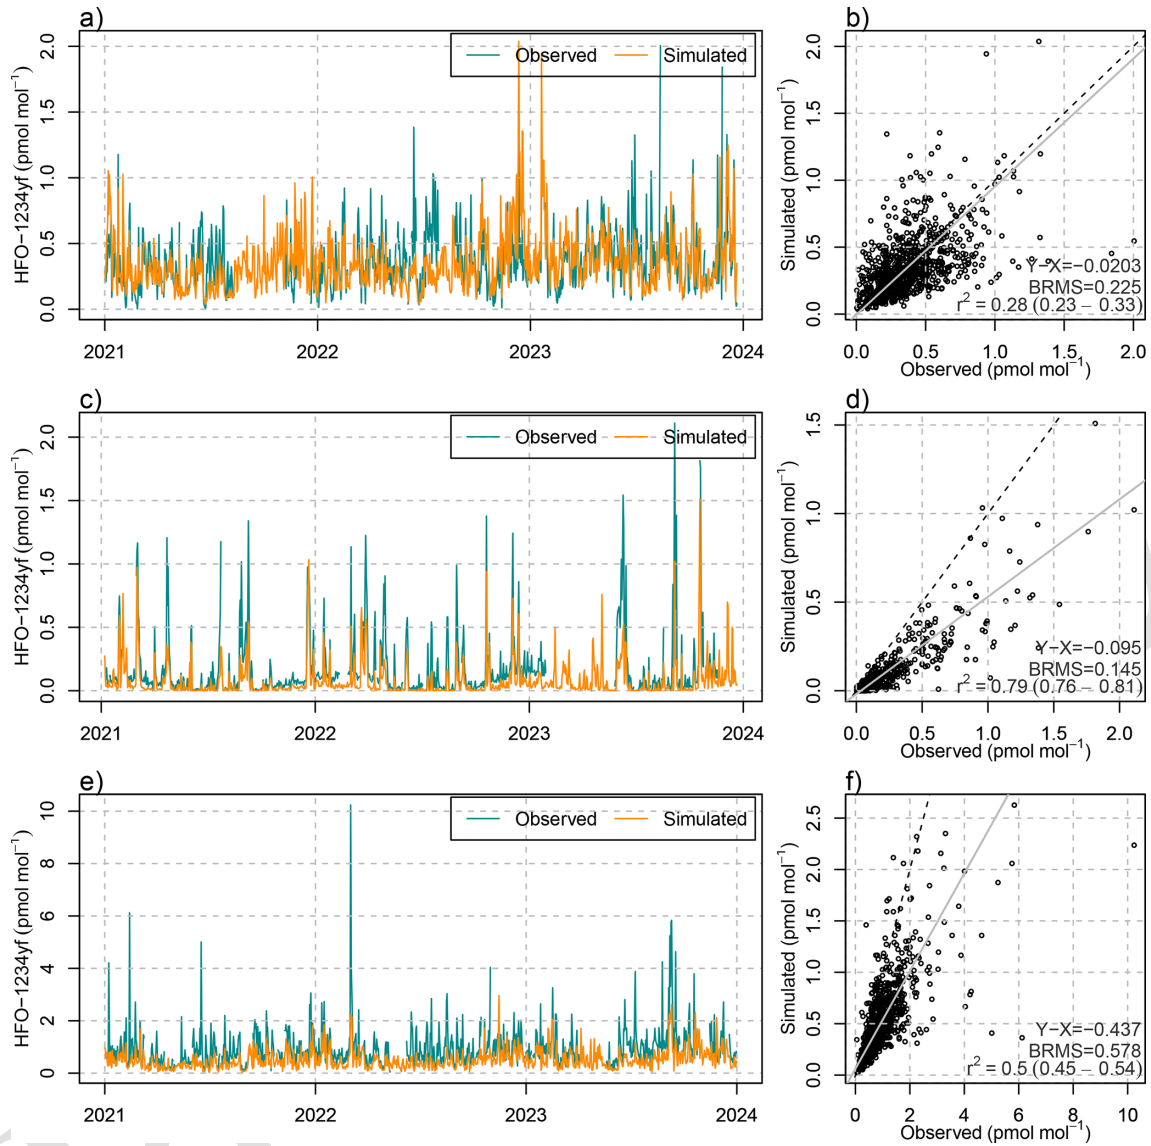 a)
HFO−1234yf (pmol mol⁻¹)
2.0
1.5
1.0
0.5
0.0
Observed Simulated
2021 2022 2023 2024
b)
Simulated (pmol mol⁻¹)
2.0
1.5
1.0
0.5
0.0
Y−X=−0.0203
BRMS=0.225
r² = 0.28 (0.23 − 0.33)
0.0 0.5 1.0 1.5 2.0
Observed (pmol mol⁻¹)
c)
HFO−1234yf (pmol mol⁻¹)
2.0
1.5
1.0
0.5
0.0
Observed Simulated
2021 2022 2023 2024
d)
Simulated (pmol mol⁻¹)
1.5
1.0
0.5
0.0
Y−X=−0.095
BRMS=0.145
r² = 0.79 (0.76 − 0.81)
0.0 0.5 1.0 1.5 2.0
Observed (pmol mol⁻¹)
e)
HFO−1234yf (pmol mol⁻¹)
10
8
6
4
2
0
Observed Simulated
2021 2022 2023 2024
f)
Simulated (pmol mol⁻¹)
2.5
2.0
1.5
1.0
0.5
0.0
Y−X=−0.437
BRMS=0.578
r² = 0.5 (0.45 − 0.54)
0 2 4 6 8 10
Observed (pmol mol⁻¹)